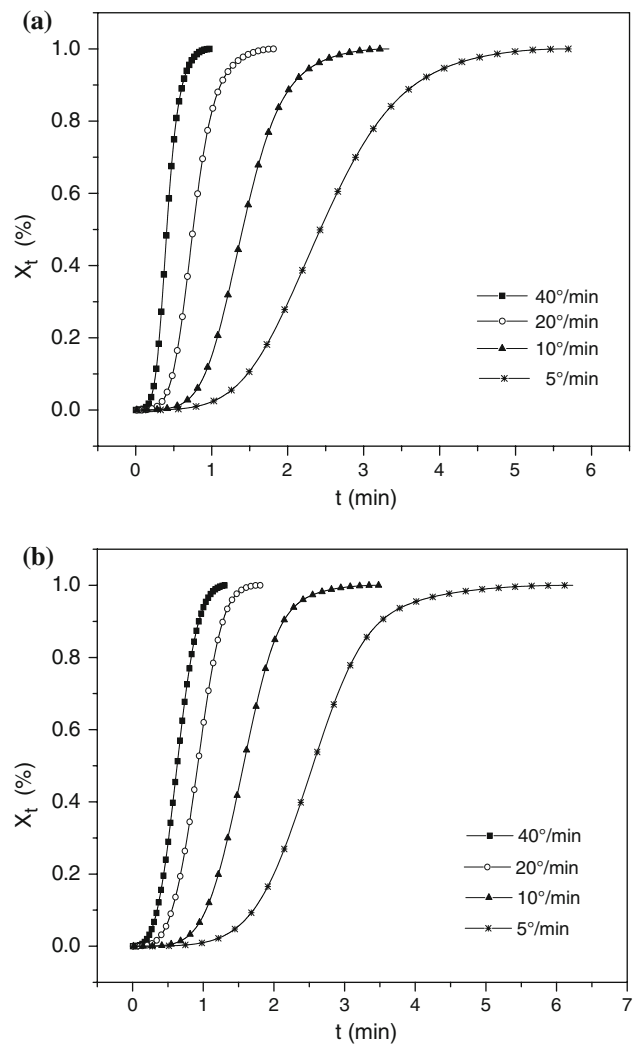 (a)
1.0
0.8
0.6
0.4
0.2
0.0
X_t (%)
40°/min
20°/min
10°/min
5°/min
0 1 2 3 4 5 6
t (min)
(b)
1.0
0.8
0.6
0.4
0.2
0.0
X_t (%)
40°/min
20°/min
10°/min
5°/min
0 1 2 3 4 5 6 7
t (min)